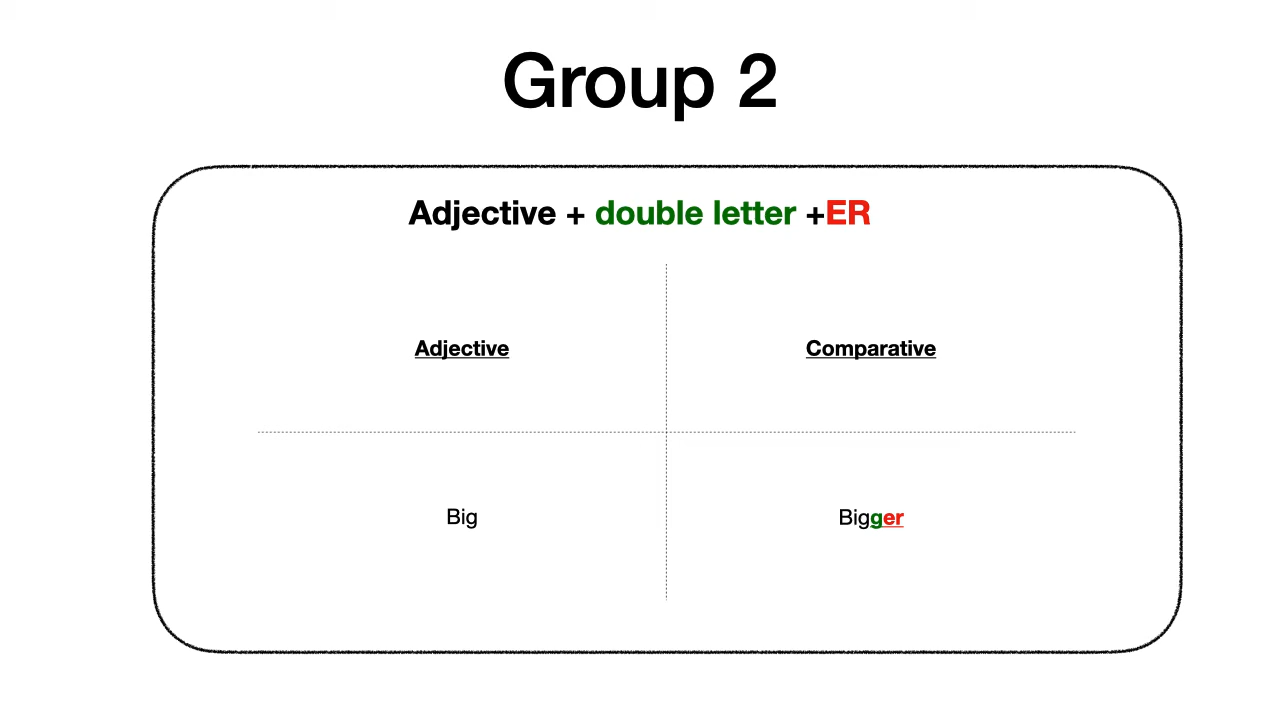 Group 2
Adjective + double letter +ER
Adjective
Comparative
Big
Bigger